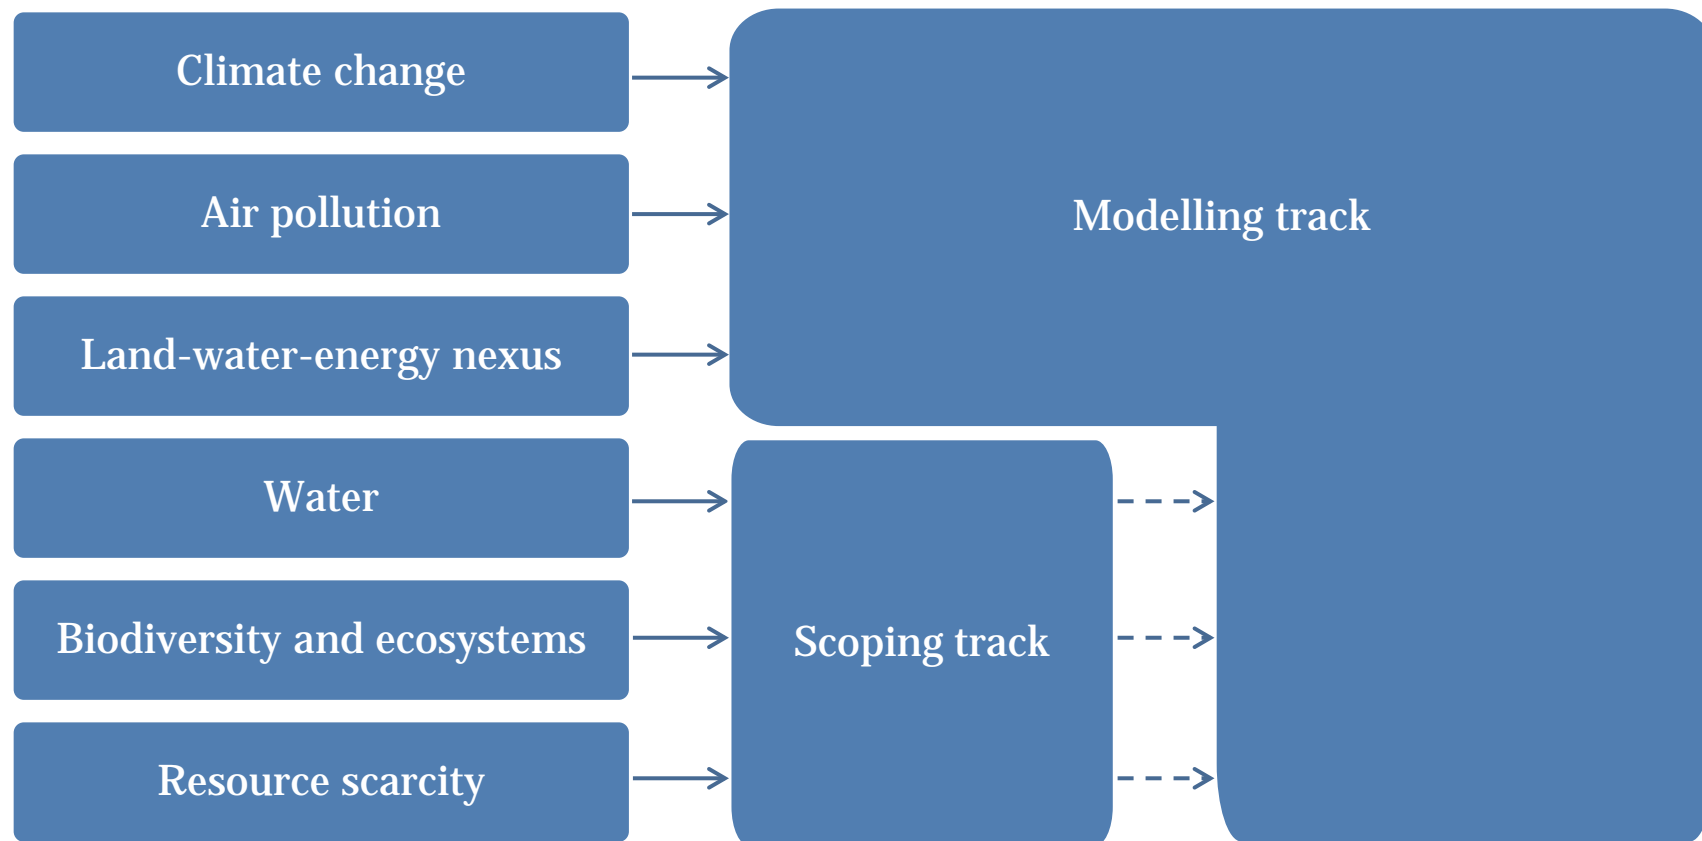 Climate change
Air pollution
Modelling track
Land-water-energy nexus
Water
Biodiversity and ecosystems
Scoping track
Resource scarcity